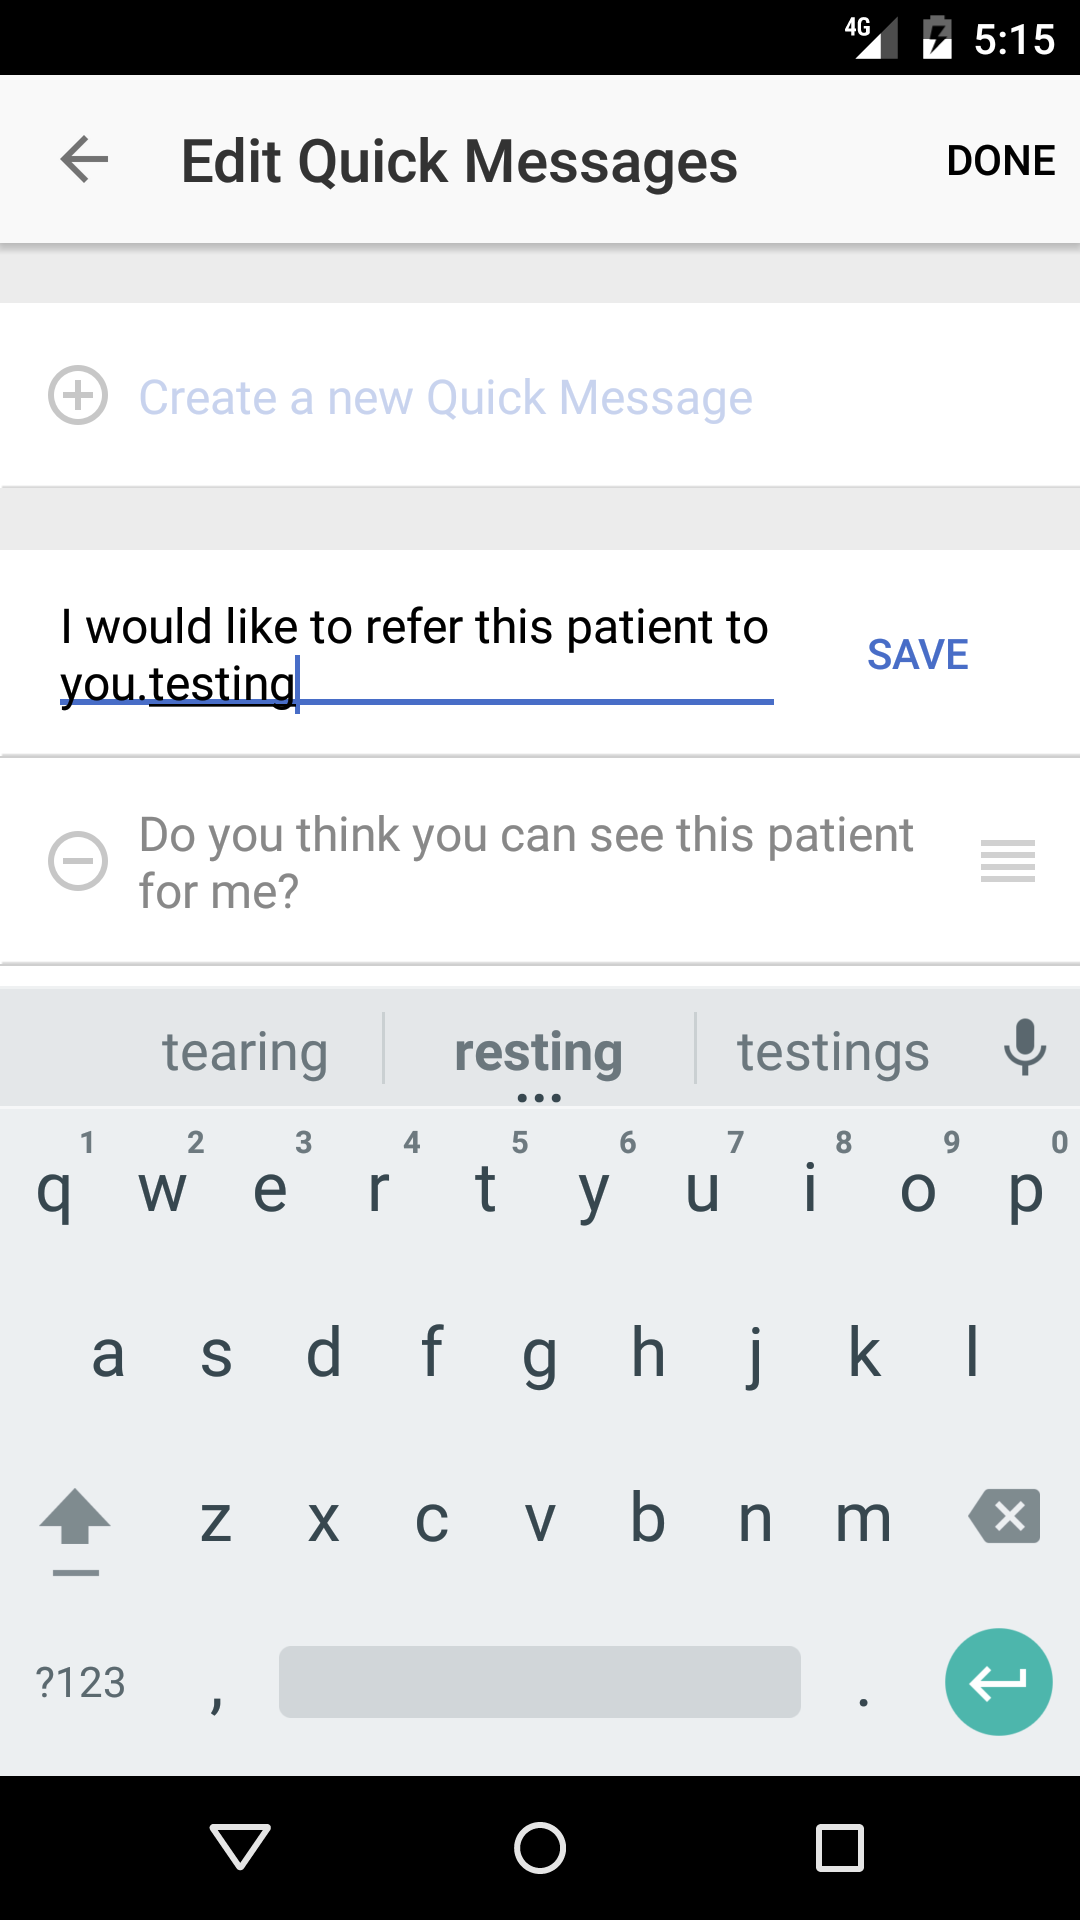 4G 5:15
Edit Quick Messages DONE
Create a new Quick Message
I would like to refer this patient to
you.testing
SAVE
Do you think you can see this patient
for me?
tearing resting testings
1 2 3 4 5 6 7 8 9 0
q w e r t y u i o p
a s d f g h j k l
z x c v b n m
?123 , .